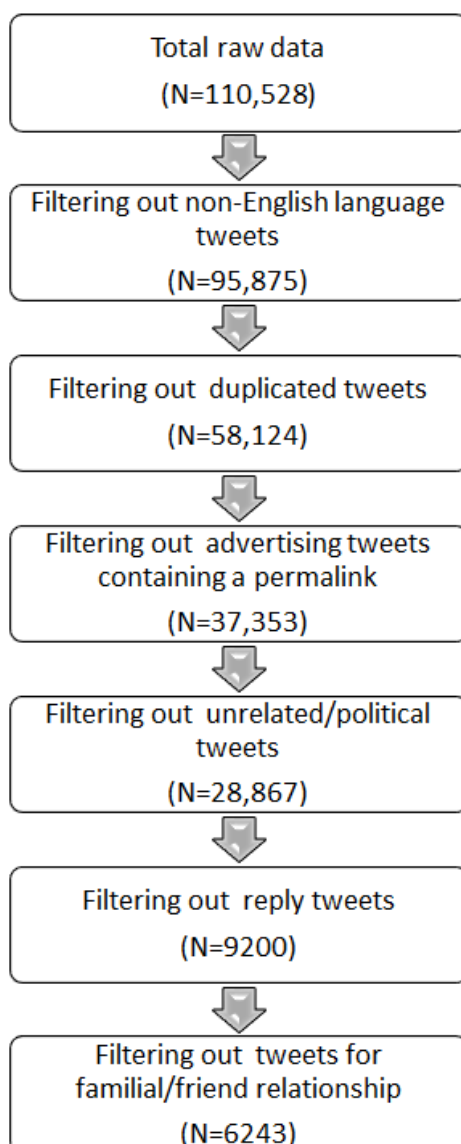 Total raw data
(N=110,528)
Filtering out non-English language
tweets
(N=95,875)
Filtering out duplicated tweets
(N=58,124)
Filtering out advertising tweets
containing a permalink
(N=37,353)
Filtering out unrelated/political
tweets
(N=28,867)
Filtering out reply tweets
(N=9200)
Filtering out tweets for
familial/friend relationship
(N=6243)